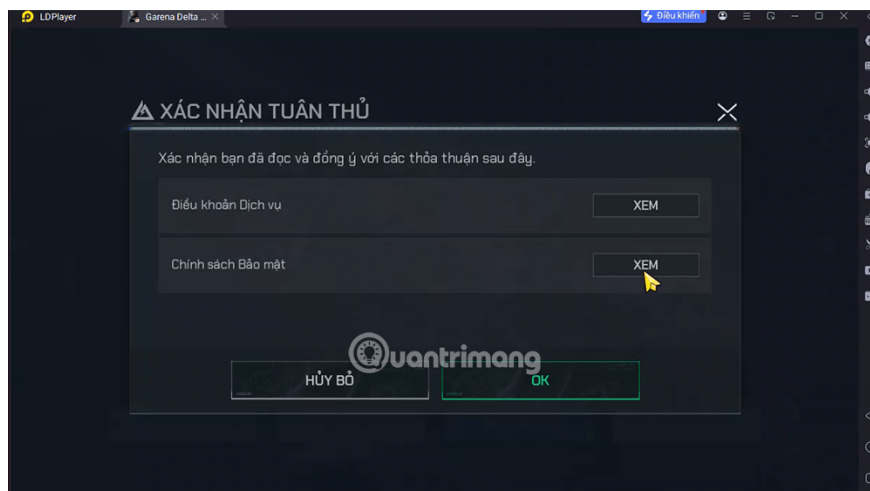 LDPlayer
Garena Delta ...
Điều khiển
XÁC NHẬN TUÂN THỦ
Xác nhận bạn đã đọc và đồng ý với các thỏa thuận sau đây.
Điều khoản Dịch vụ
XEM
Chính sách Bảo mật
XEM
Quantrimang
HỦY BỎ
OK